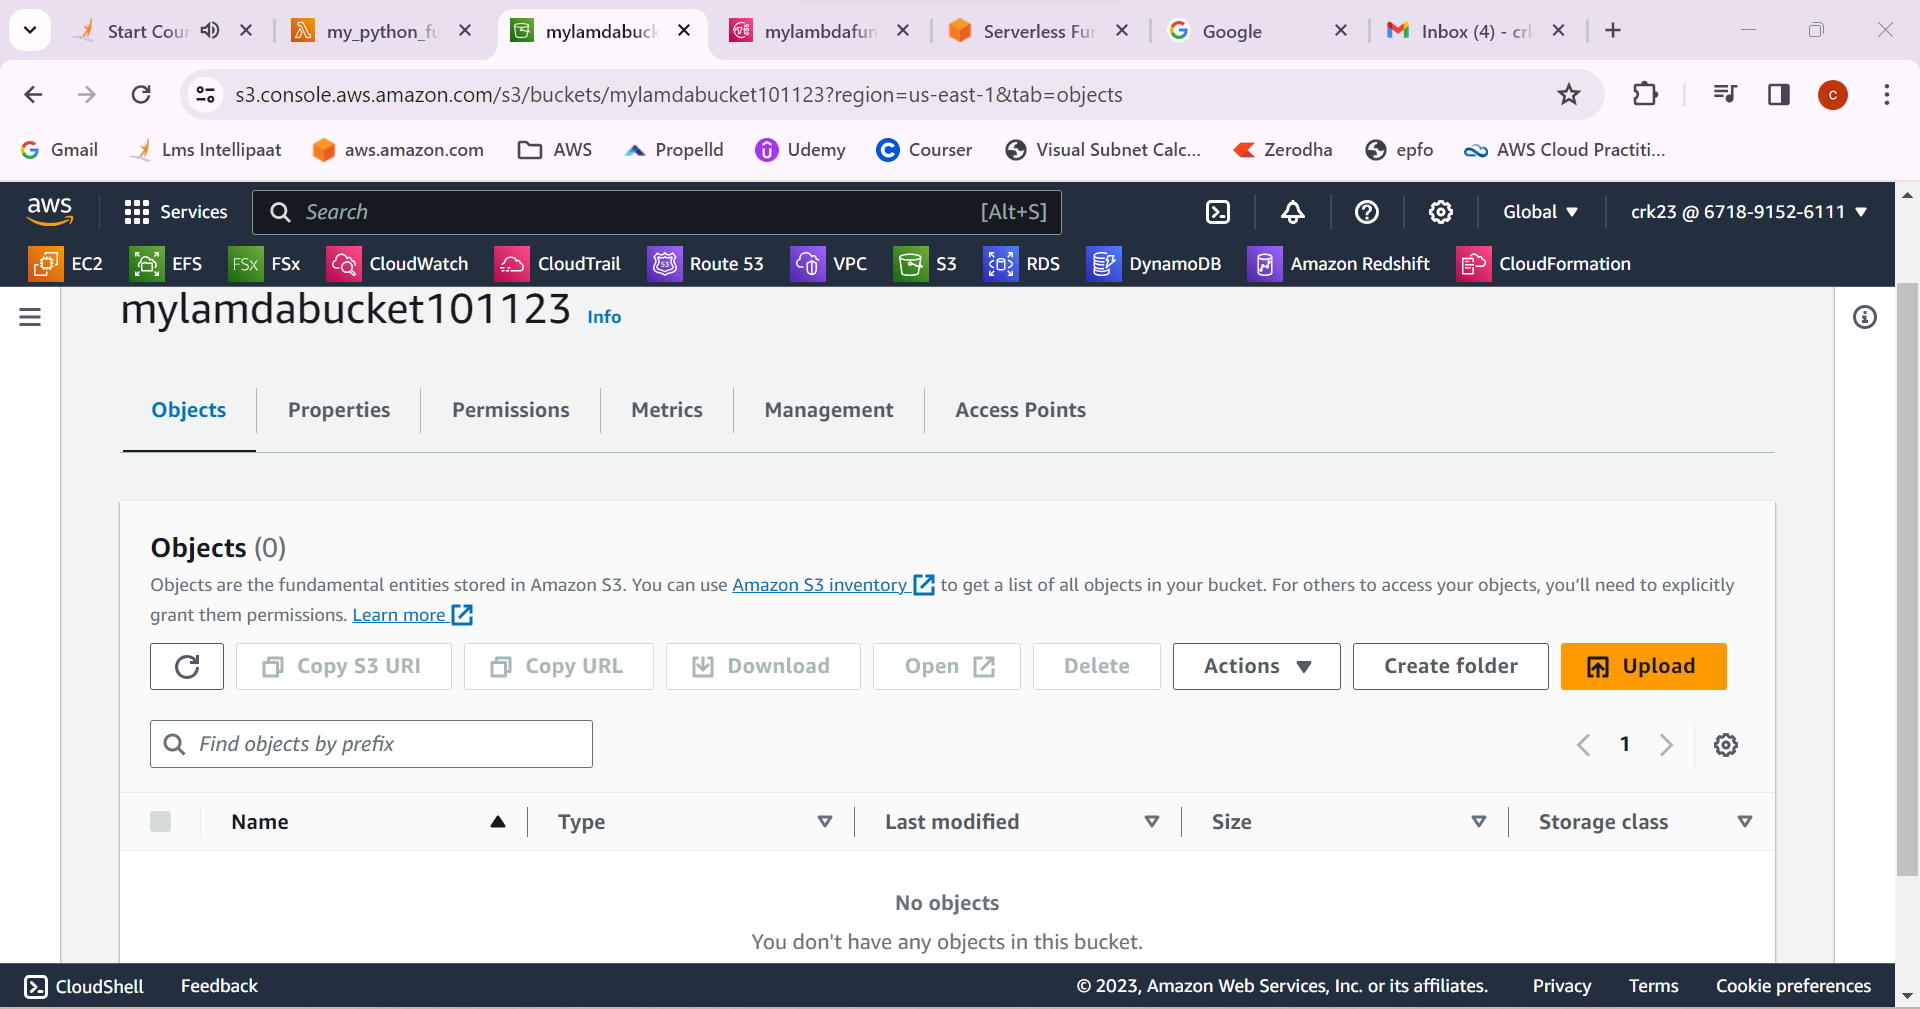 Start Cour
my_python_fu
mylamdabuck
mylambdafun
Serverless Fun
Google
Inbox (4) - crk
s3.console.aws.amazon.com/s3/buckets/mylamdabucket101123?region=us-east-1&tab=objects
C
Gmail
Lms Intellipaat
aws.amazon.com
AWS
Propelld
Udemy
Courser
Visual Subnet Calc...
Zerodha
epfo
AWS Cloud Practiti...
aws
Services
Search
[Alt+S]
Global
crk23 @ 6718-9152-6111
EC2
EFS
FSx FSx
CloudWatch
CloudTrail
53 Route 53
VPC
S3
RDS
DynamoDB
Amazon Redshift
CloudFormation
mylamdabucket101123 Info
Objects
Properties
Permissions
Metrics
Management
Access Points
Objects (0)
Objects are the fundamental entities stored in Amazon S3. You can use Amazon S3 inventory to get a list of all objects in your bucket. For others to access your objects, you’ll need to explicitly
grant them permissions. Learn more
Copy S3 URI
Copy URL
Download
Open
Delete
Actions
Create folder
Upload
Find objects by prefix
1
Name
Type
Last modified
Size
Storage class
No objects
You don't have any objects in this bucket.
CloudShell
Feedback
© 2023, Amazon Web Services, Inc. or its affiliates.
Privacy
Terms
Cookie preferences